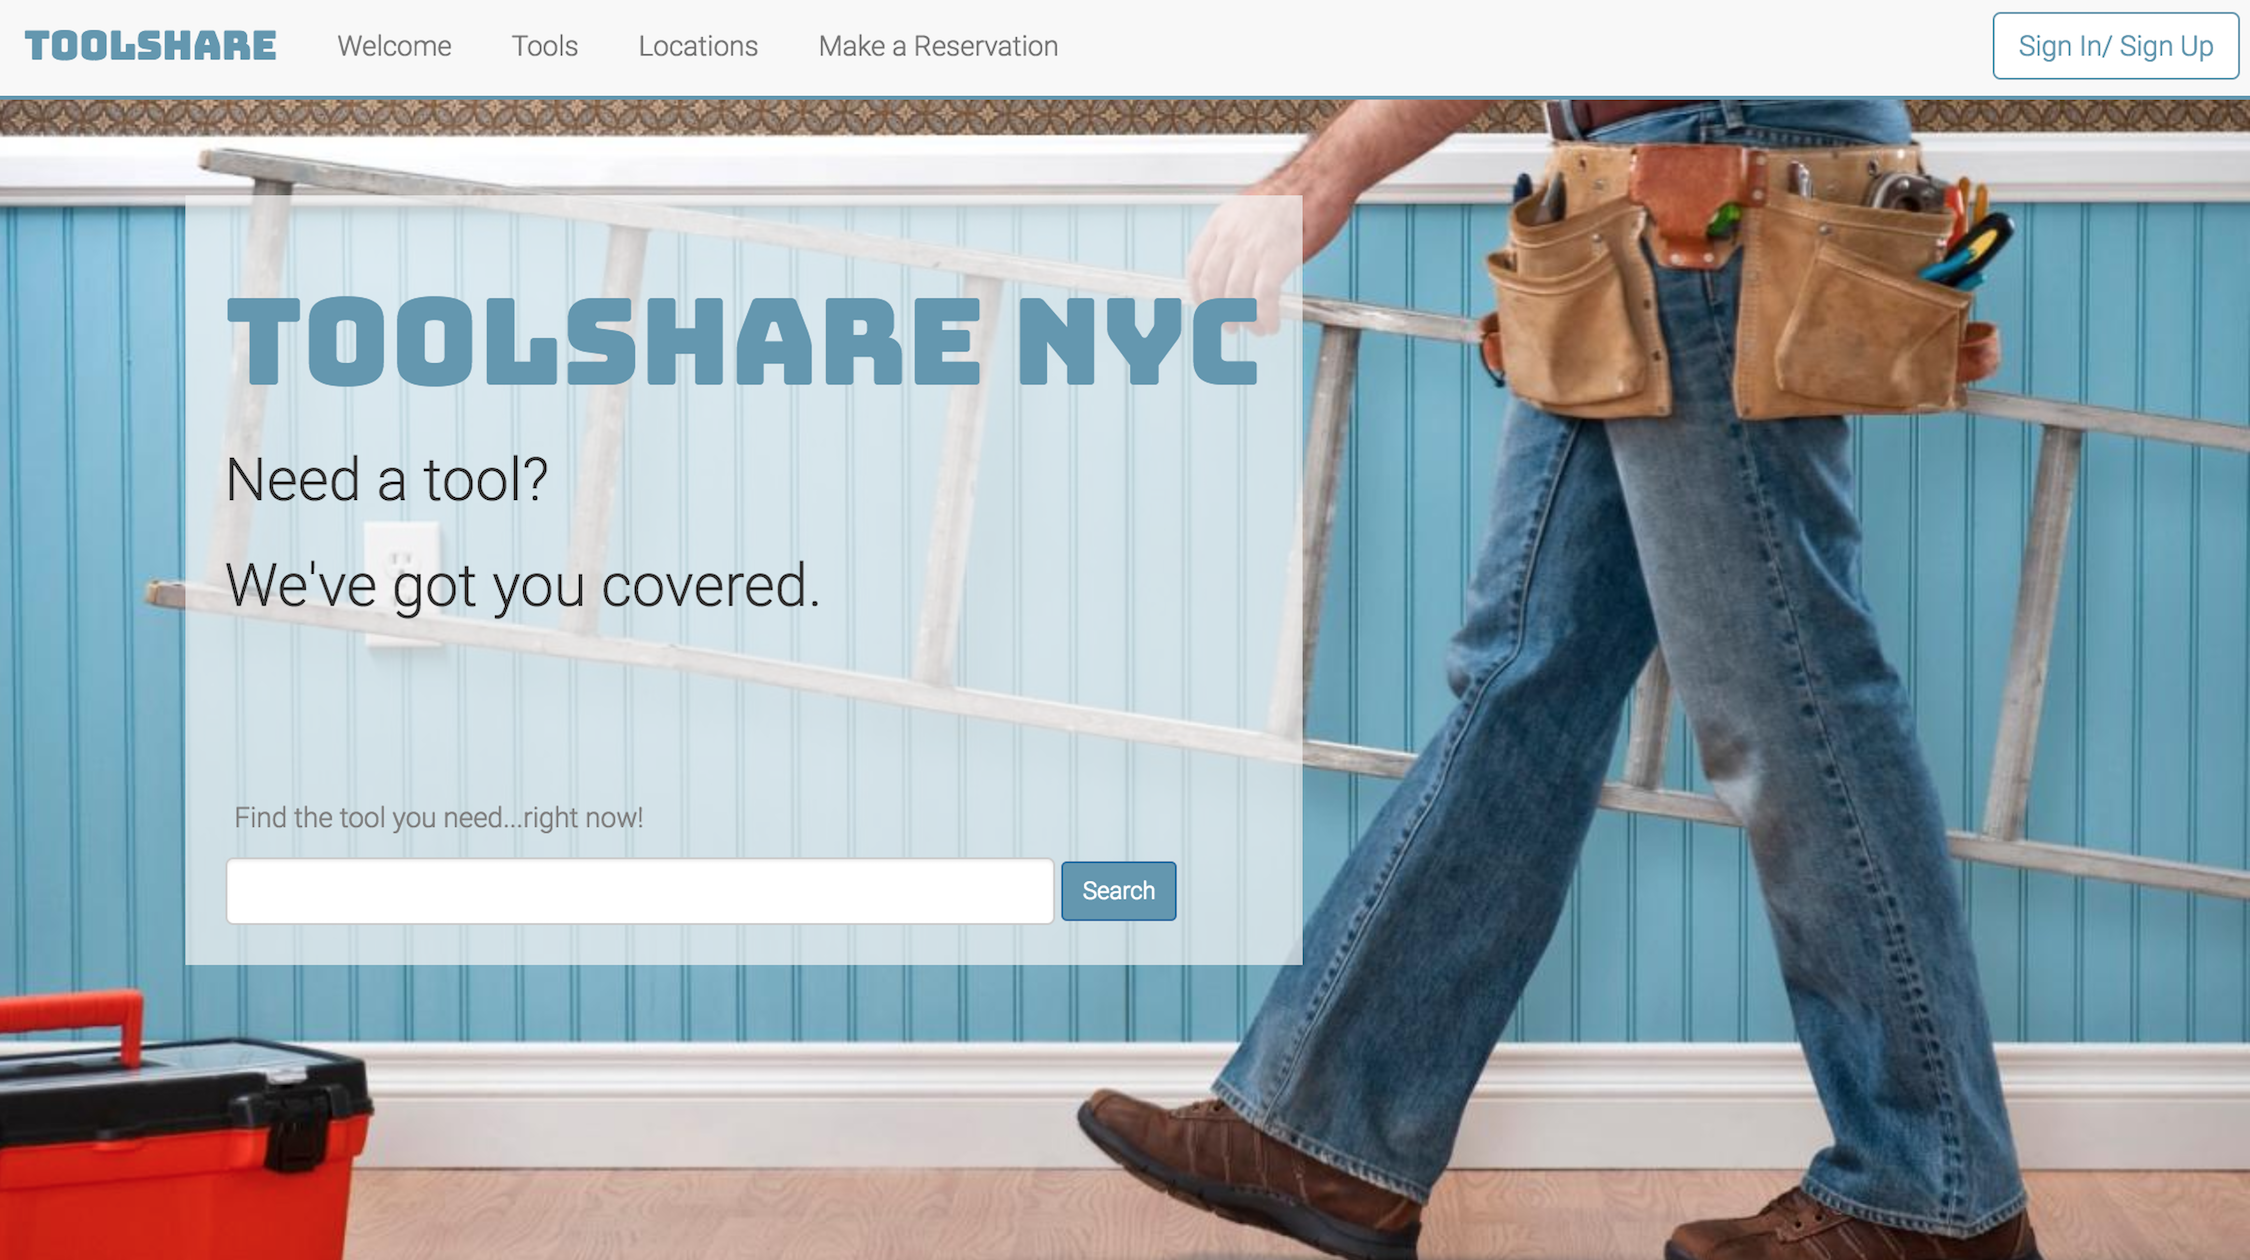 TOOLSHARE Welcome Tools Locations Make a Reservation Sign In/ Sign Up
TOOLSHARE NYC
Need a tool?
We've got you covered.
Find the tool you need...right now!
Search